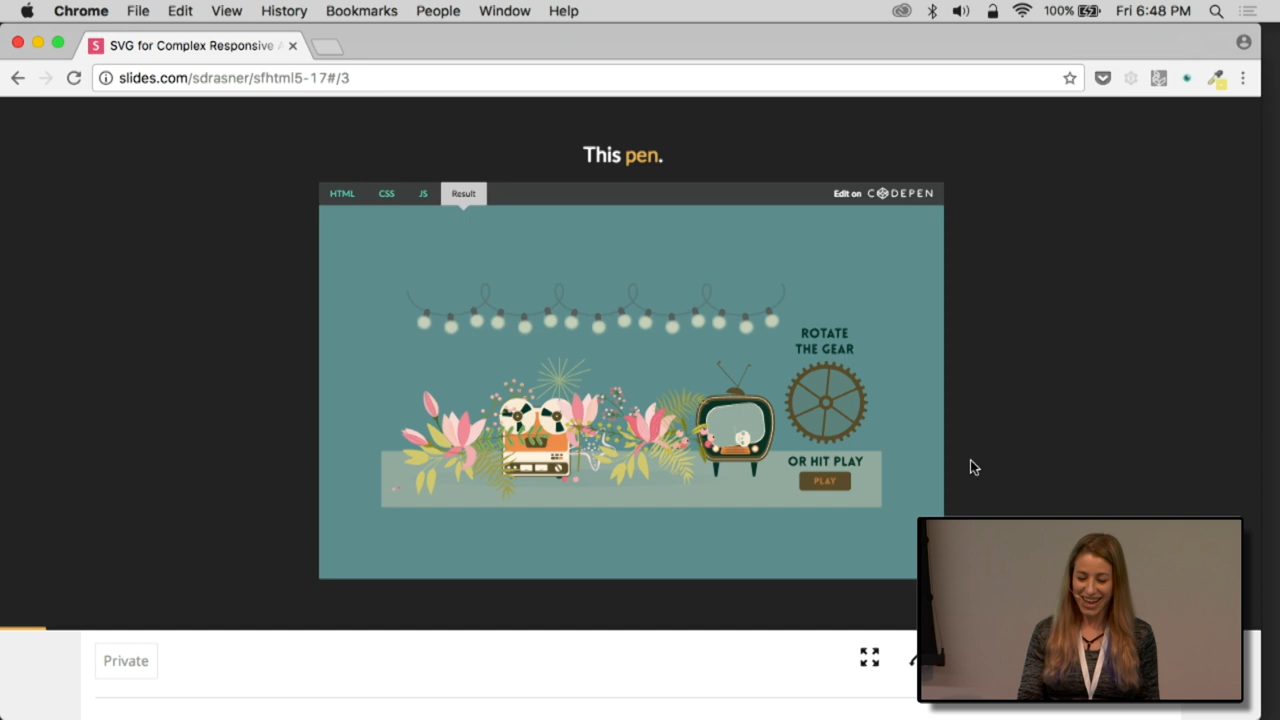 Chrome File Edit View History Bookmarks People Window Help 100% Fri 6:48 PM
S SVG for Complex Responsive
slides.com/sdrasner/sfhtml5-17#/3
This pen.
HTML CSS JS Result Edit on CODEPEN
ROTATE
THE GEAR
OR HIT PLAY
PLAY
Private